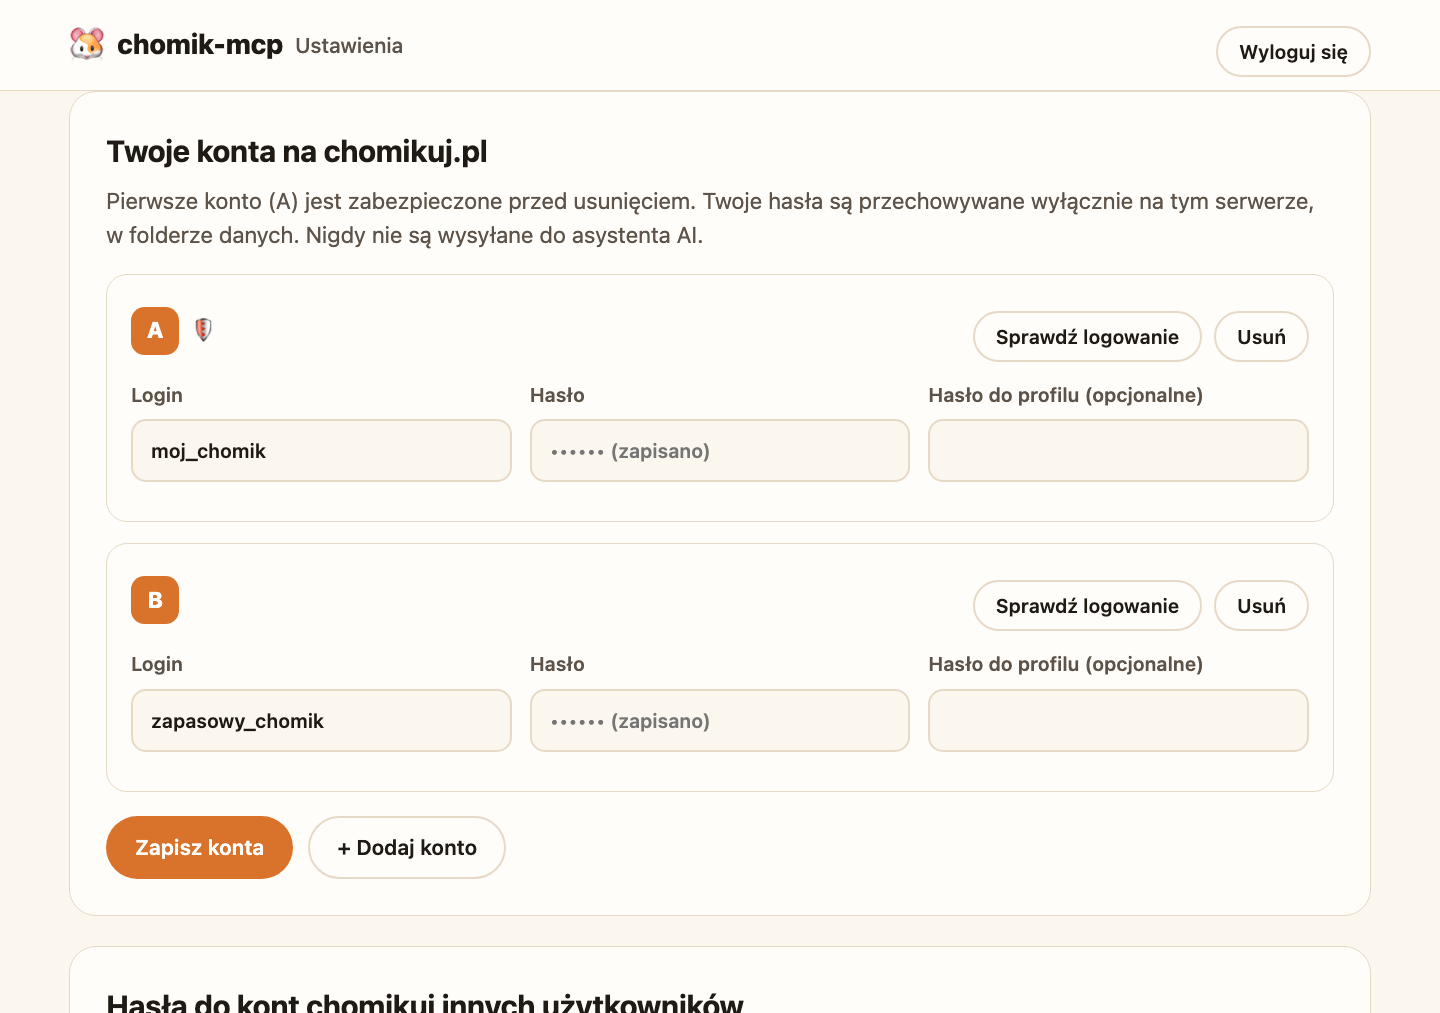 chomik-mcp Ustawienia
Wyloguj się
Twoje konta na chomikuj.pl
Pierwsze konto (A) jest zabezpieczone przed usunięciem. Twoje hasła są przechowywane wyłącznie na tym serwerze,
w folderze danych. Nigdy nie są wysyłane do asystenta AI.
A
Sprawdź logowanie
Usuń
Login
Hasło
Hasło do profilu (opcjonalne)
moj_chomik
•••••• (zapisano)
B
Sprawdź logowanie
Usuń
Login
Hasło
Hasło do profilu (opcjonalne)
zapasowy_chomik
•••••• (zapisano)
Zapisz konta
+ Dodaj konto
Hasła do kont chomikuj innych użytkowników